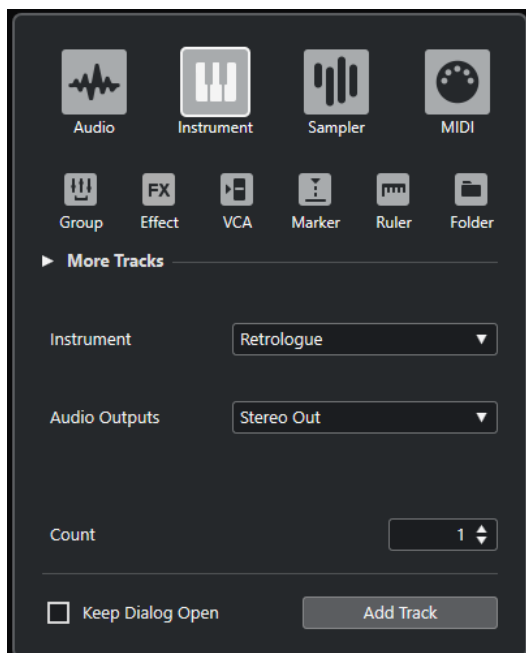 Audio Instrument Sampler MIDI
FX
Group Effect VCA Marker Ruler Folder
More Tracks
Instrument Retrologue
Audio Outputs Stereo Out
Count 1
Keep Dialog Open Add Track